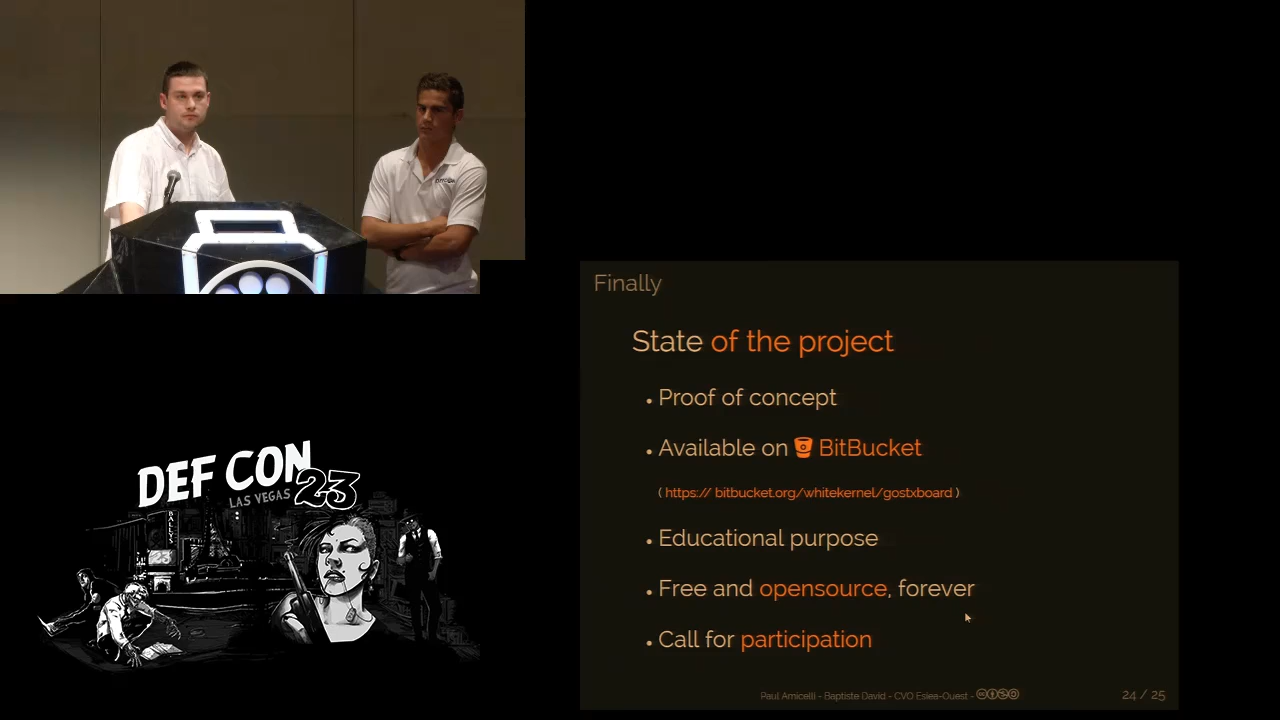 Finally
State of the project
Proof of concept
Available on BitBucket
( https:// bitbucket.org/whitekernel/gostxboard )
Educational purpose
Free and opensource, forever
Call for participation
Paul Amicelli - Baptiste David - CVO Esiea-Ouest -
24 / 25
DEF CON
LAS VEGAS 23
BALLYS